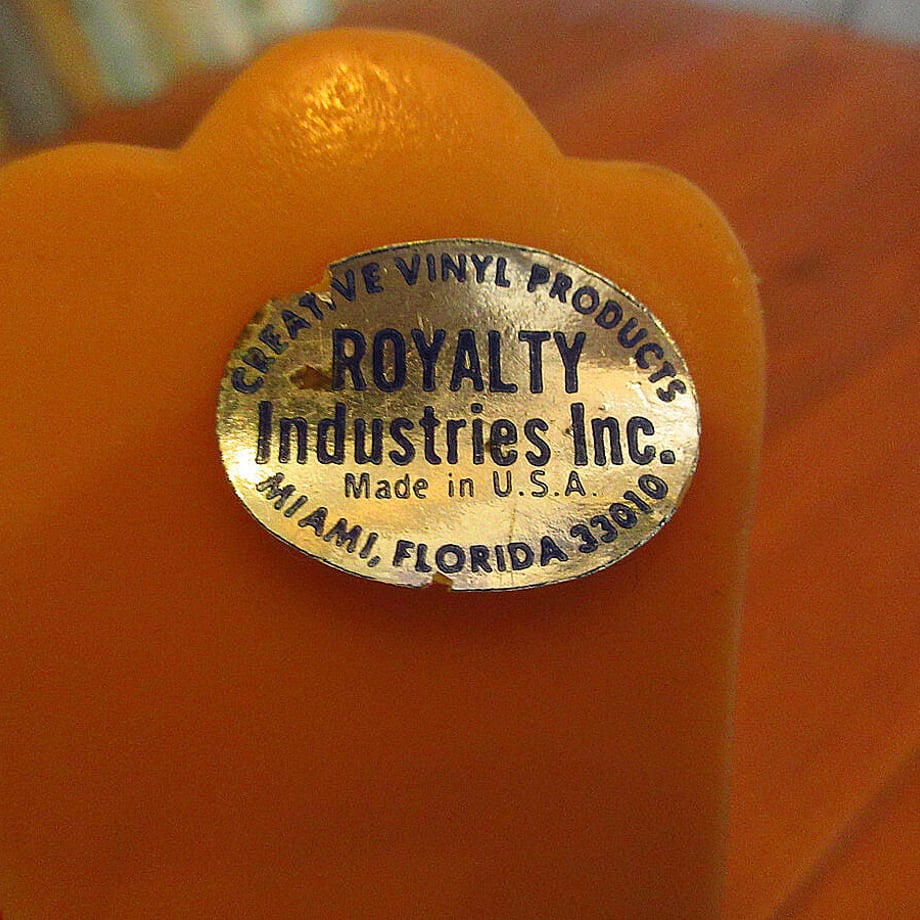 CREATIVE VINYL PRODUCTS
ROYALTY
Industries Inc.
Made in U.S.A.
MIAMI, FLORIDA 33010